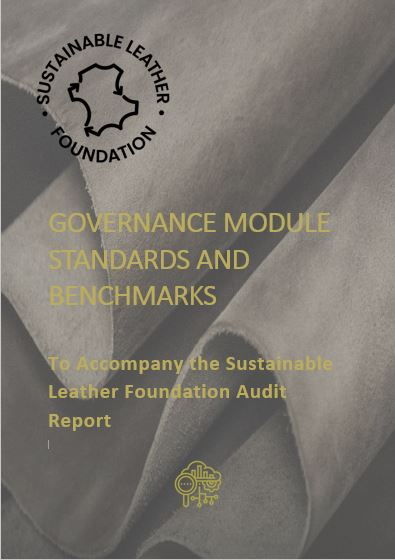 SUSTAINABLE LEATHER
FOUNDATION
GOVERNANCE MODULE
STANDARDS AND
BENCHMARKS
To Accompany the Sustainable
Leather Foundation Audit
Report